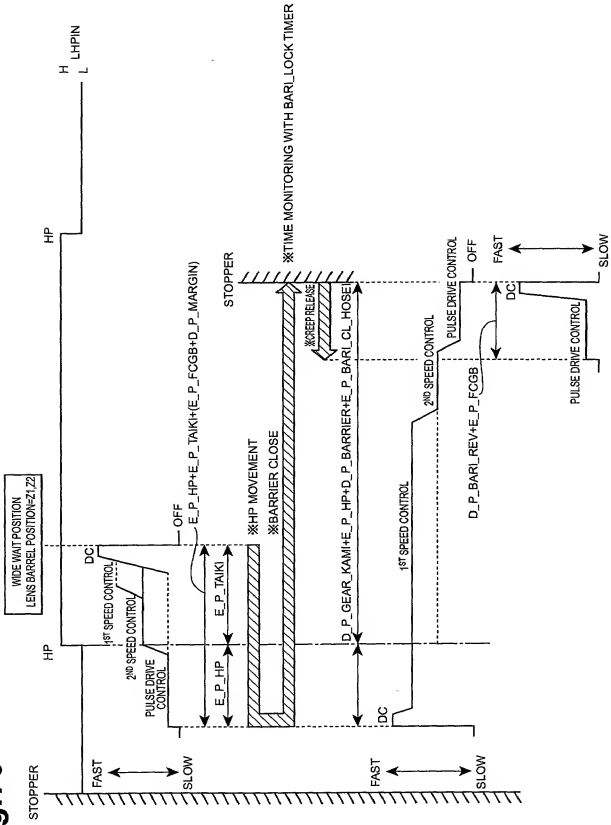 STOPPER
HP
HP
H
L
LHPIN
WIDE WAIT POSITION
LENS BARREL POSITION=Z1,Z2
FAST
SLOW
DC
OFF
1ST SPEED CONTROL
2ND SPEED CONTROL
PULSE DRIVE
CONTROL
E_P_HP+E_P_TAIKI+(E_P_FCGB+D_P_MARGIN)
E_P_HP
E_P_TAIKI
※HP MOVEMENT
※BARRIER CLOSE
STOPPER
※TIME MONITORING WITH BARI_LOCK TIMER
※CREEP RELEASE
D_P_GEAR_KAMI+E_P_HP+D_P_BARRIER+E_P_BARI_CL_HOSEI
FAST
SLOW
DC
1ST SPEED CONTROL
2ND SPEED CONTROL
PULSE DRIVE CONTROL
OFF
D_P_BARI_REV+E_P_FCGB
DC
PULSE DRIVE CONTROL
FAST
SLOW